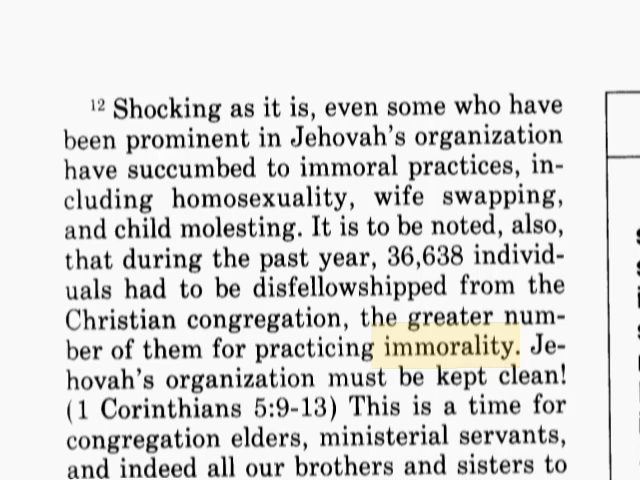 12 Shocking as it is, even some who have
been prominent in Jehovah's organization
have succumbed to immoral practices, in-
cluding homosexuality, wife swapping,
and child molesting. It is to be noted, also,
that during the past year, 36,638 individ-
uals had to be disfellowshipped from the
Christian congregation, the greater num-
ber of them for practicing immorality. Je-
hovah's organization must be kept clean!
(1 Corinthians 5:9-13) This is a time for
congregation elders, ministerial servants,
and indeed all our brothers and sisters to